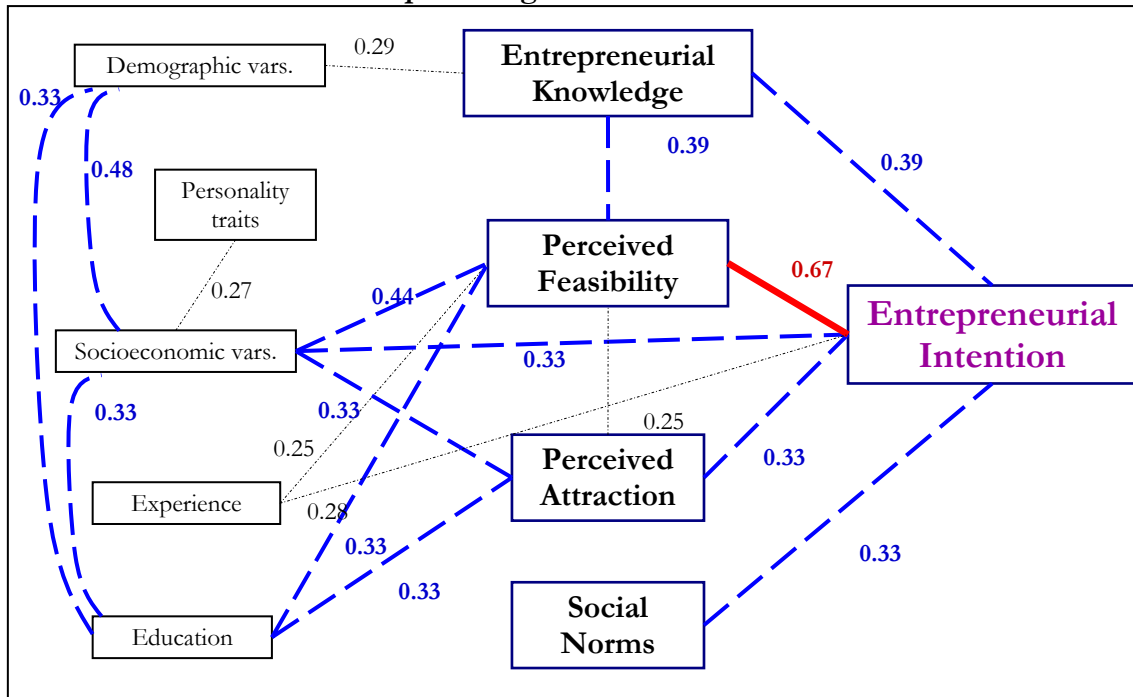 0.29
Demographic vars.
Entrepreneurial
Knowledge
0.33
0.39
0.39
0.48
Personality
traits
Perceived
Feasibility
0.67
0.27
0.44
Entrepreneurial
Intention
Socioeconomic vars.
0.33
0.33
0.33
0.25
0.25
Perceived
Attraction
0.33
Experience
0.28
0.33
0.33
0.33
Social
Norms
Education